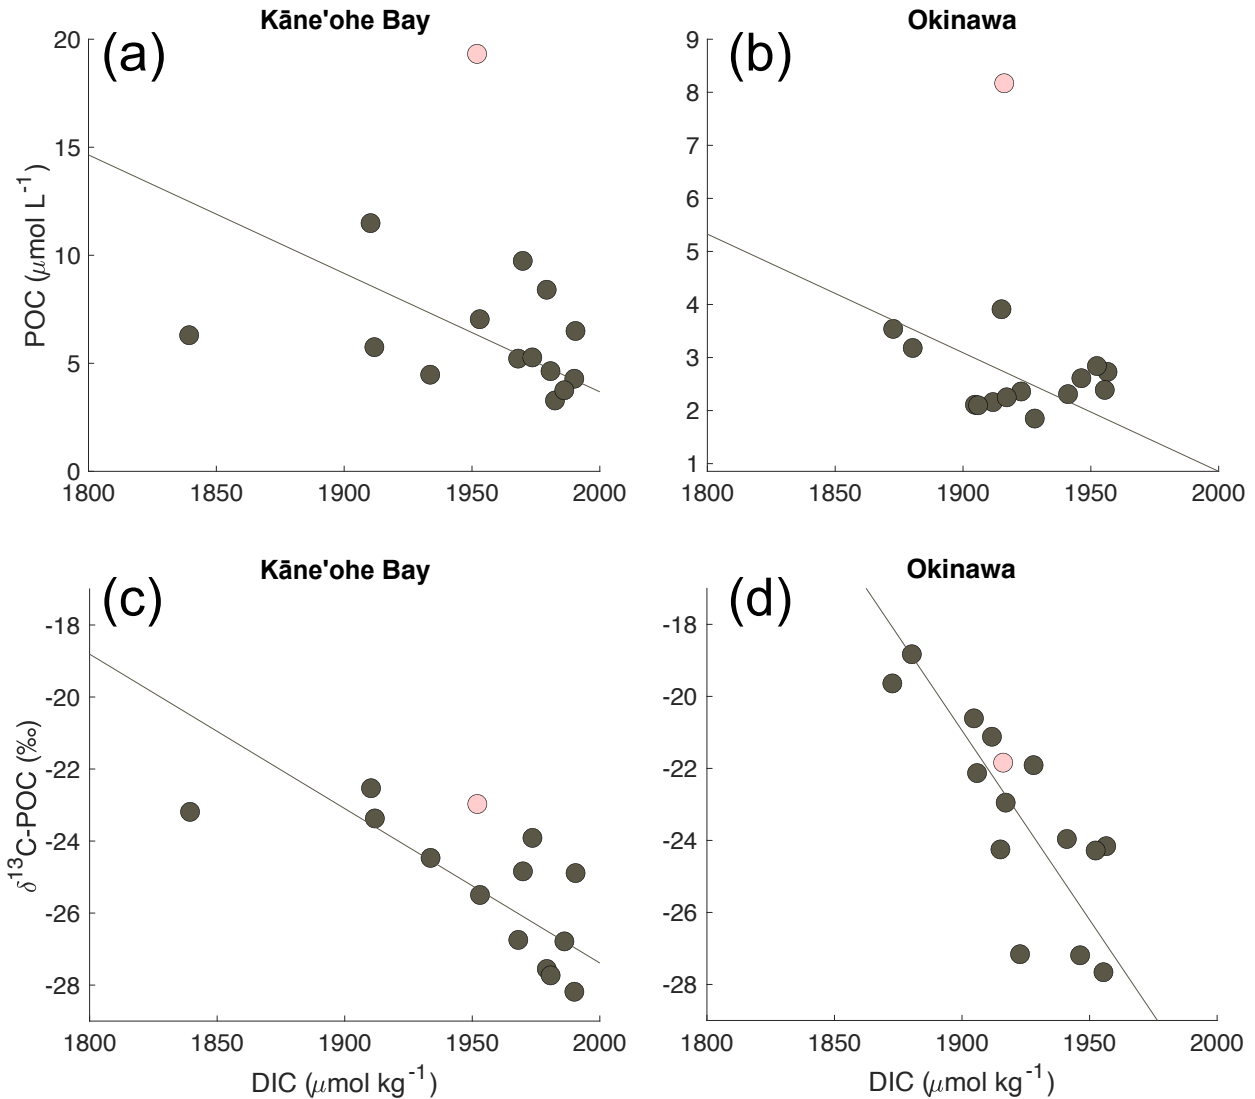 Kāne'ohe Bay
(a)
POC (μmol L⁻¹)
20
15
10
5
0
1800 1850 1900 1950 2000
Okinawa
(b)
9
8
7
6
5
4
3
2
1
1800 1850 1900 1950 2000
Kāne'ohe Bay
(c)
δ¹³C-POC (‰)
-18
-20
-22
-24
-26
-28
1800 1850 1900 1950 2000
DIC (μmol kg⁻¹)
Okinawa
(d)
-18
-20
-22
-24
-26
-28
1800 1850 1900 1950 2000
DIC (μmol kg⁻¹)